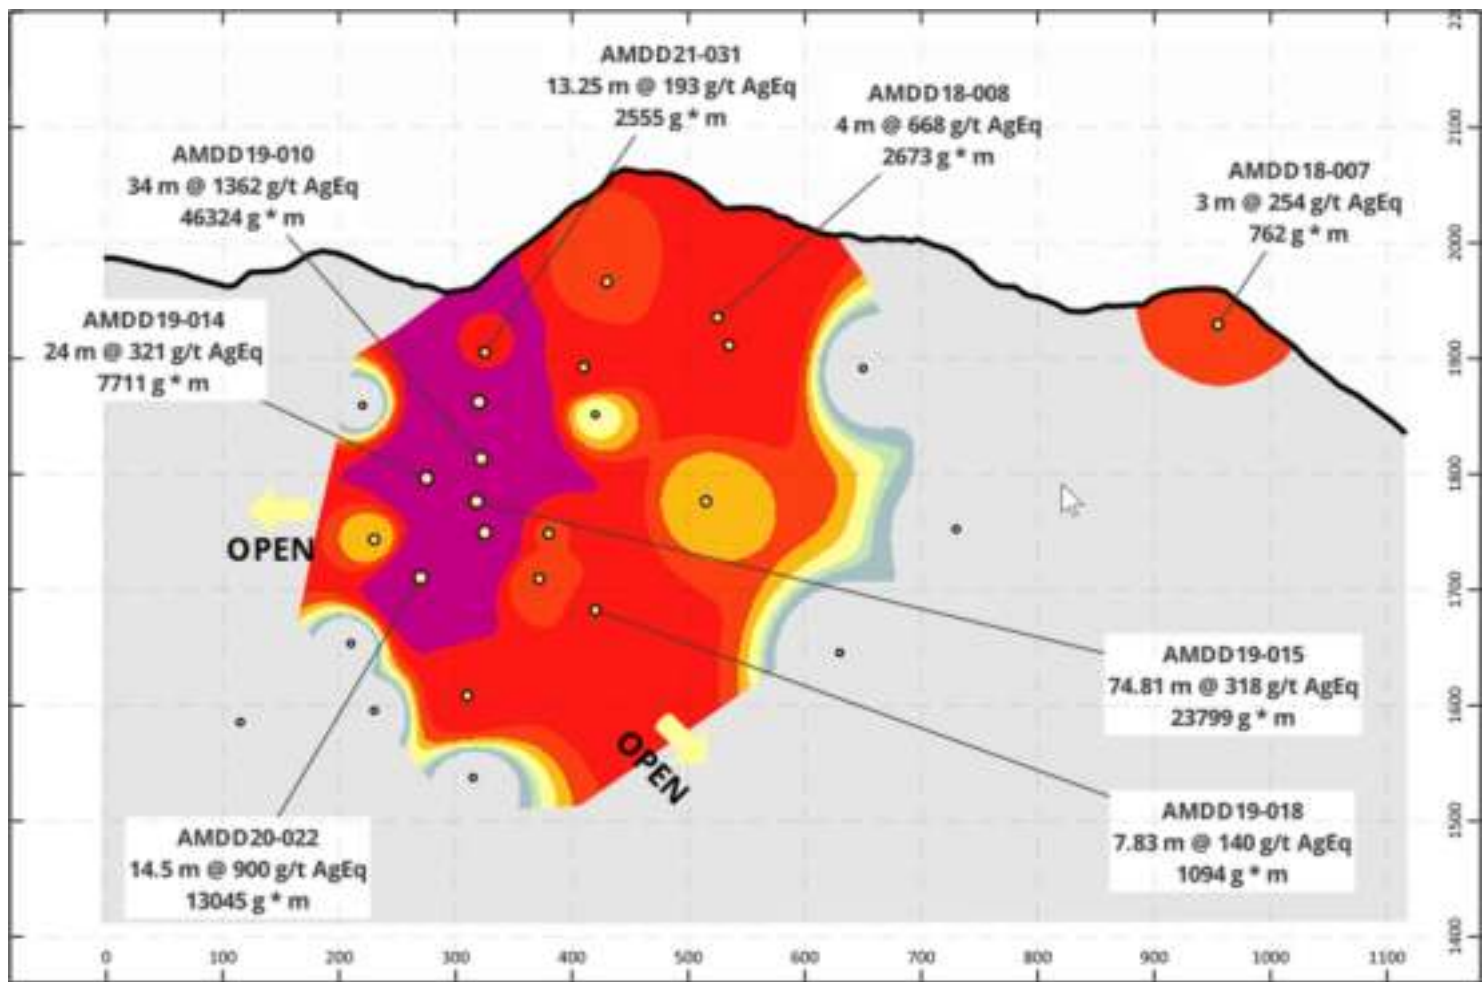 AMDD21-031
13.25 m @ 193 g/t AgEq
2555 g * m
AMDD18-008
4 m @ 668 g/t AgEq
2673 g * m
AMDD19-010
34 m @ 1362 g/t AgEq
46324 g * m
AMDD18-007
3 m @ 254 g/t AgEq
762 g * m
AMDD19-014
24 m @ 321 g/t AgEq
7711 g * m
OPEN
AMDD19-015
74.81 m @ 318 g/t AgEq
23799 g * m
OPEN
AMDD19-018
7.83 m @ 140 g/t AgEq
1094 g * m
AMDD20-022
14.5 m @ 900 g/t AgEq
13045 g * m
2100
2000
1900
1800
1700
1600
1500
1400
0 100 200 300 400 500 600 700 800 900 1000 1100